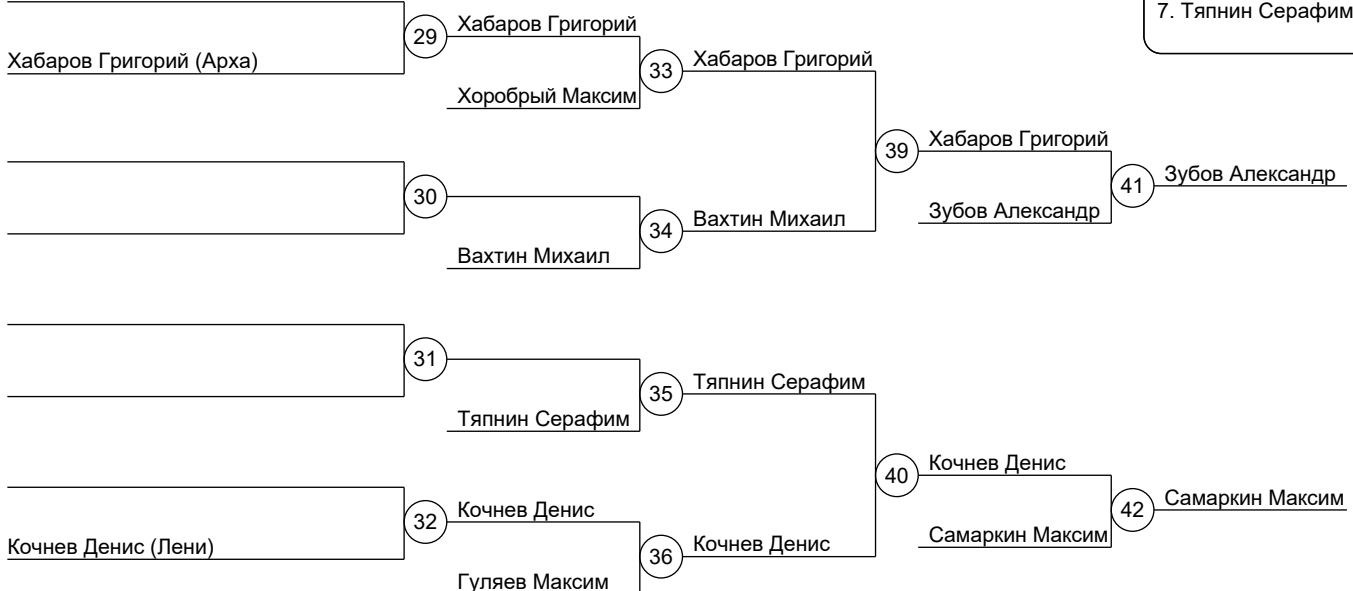 7. Тяпнин Серафим
29
Хабаров Григорий
Хабаров Григорий (Арха)
33
Хабаров Григорий
Хоробрый Максим
39
Хабаров Григорий
41
Зубов Александр
30
34
Вахтин Михаил
Зубов Александр
Вахтин Михаил
31
35
Тяпнин Серафим
Тяпнин Серафим
40
Кочнев Денис
32
Кочнев Денис
42
Самаркин Максим
Кочнев Денис (Лени)
36
Кочнев Денис
Самаркин Максим
Гуляев Максим